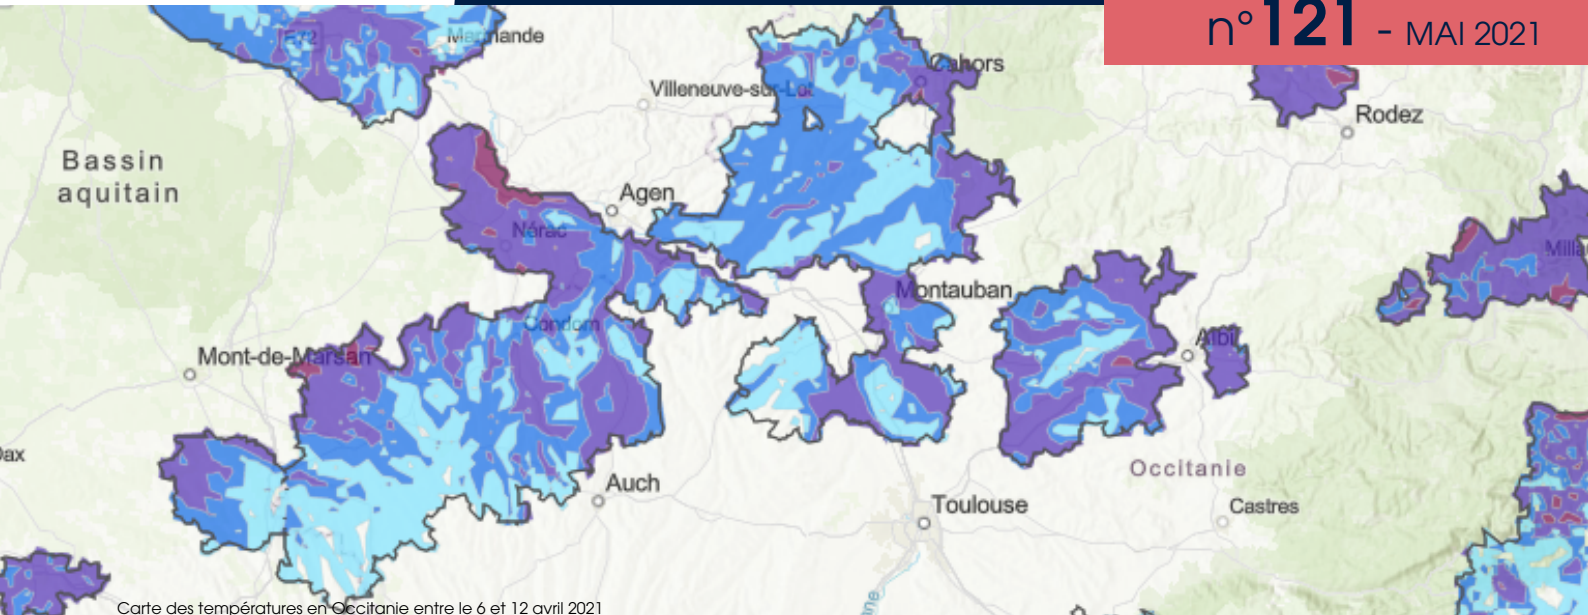 n°121 - MAI 2021
Marmande
Cahors
Villeneuve-sur-Lot
Rodez
Bassin
aquitain
Agen
Nérac
Millau
Montauban
Condom
Albi
Mont-de-Marsan
Dax
Occitanie
Auch
Toulouse
Castres
Carte des températures en Occitanie entre le 6 et 12 avril 2021